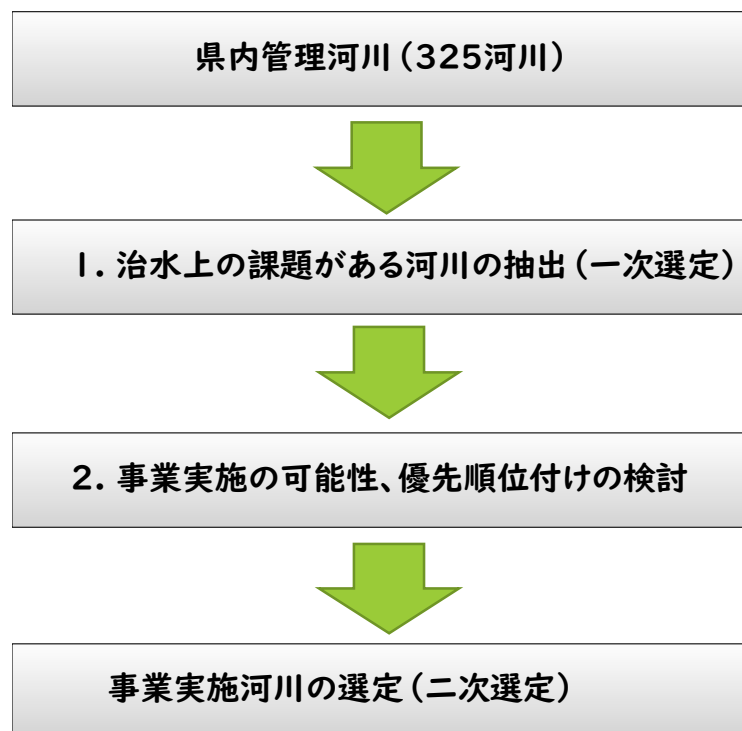 県内管理河川（325河川）
1．治水上の課題がある河川の抽出（一次選定）
2．事業実施の可能性、優先順位付けの検討
事業実施河川の選定（二次選定）